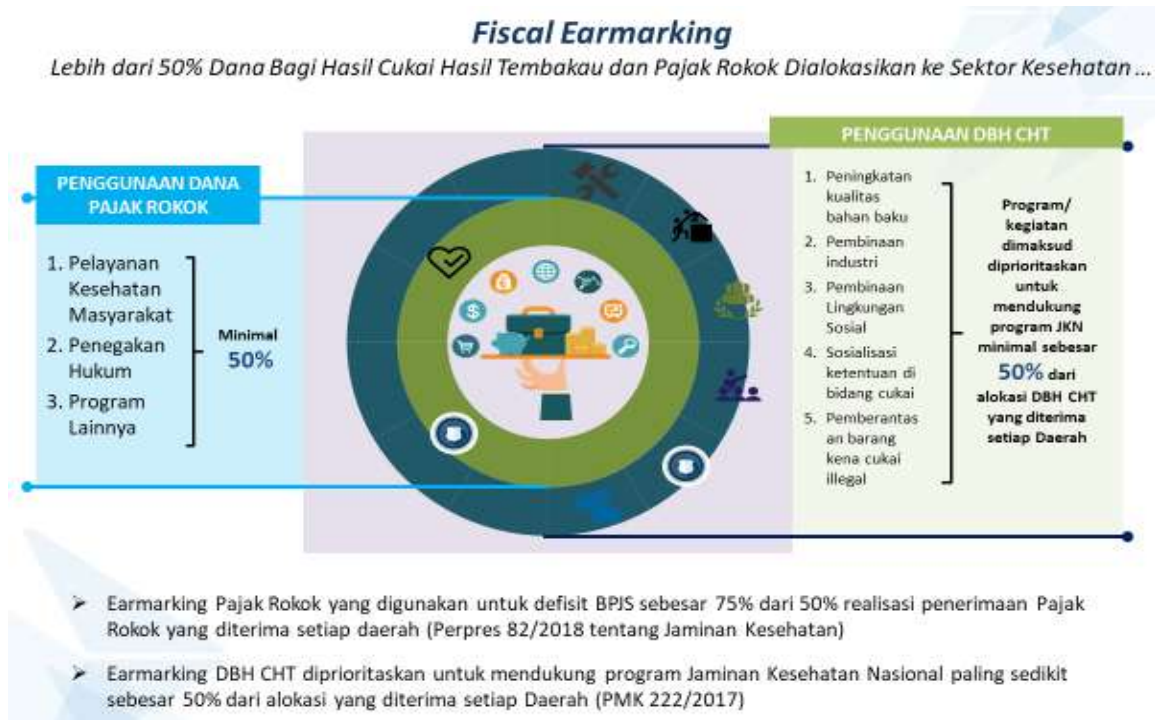 Fiscal Earmarking
Lebih dari 50% Dana Bagi Hasil Cukai Hasil Tembakau dan Pajak Rokok Dialokasikan ke Sektor Kesehatan ...
PENGGUNAAN DANA
PAJAK ROKOK
1. Pelayanan
Kesehatan
Masyarakat
2. Penegakan
Hukum
3. Program
Lainnya
Minimal
50%
PENGGUNAAN DBH CHT
1. Peningkatan
kualitas
bahan baku
2. Pembinaan
industri
3. Pembinaan
Lingkungan
Sosial
4. Sosialisasi
ketentuan di
bidang cukai
5. Pemberantas
an barang
kena cukai
illegal
Program/
kegiatan
dimaksud
diprioritaskan
untuk
mendukung
program JKN
minimal sebesar
50% dari
alokasi DBH CHT
yang diterima
setiap Daerah
➤ Earmarking Pajak Rokok yang digunakan untuk defisit BPJS sebesar 75% dari 50% realisasi penerimaan Pajak
Rokok yang diterima setiap daerah (Perpres 82/2018 tentang Jaminan Kesehatan)
➤ Earmarking DBH CHT diprioritaskan untuk mendukung program Jaminan Kesehatan Nasional paling sedikit
sebesar 50% dari alokasi yang diterima setiap Daerah (PMK 222/2017)